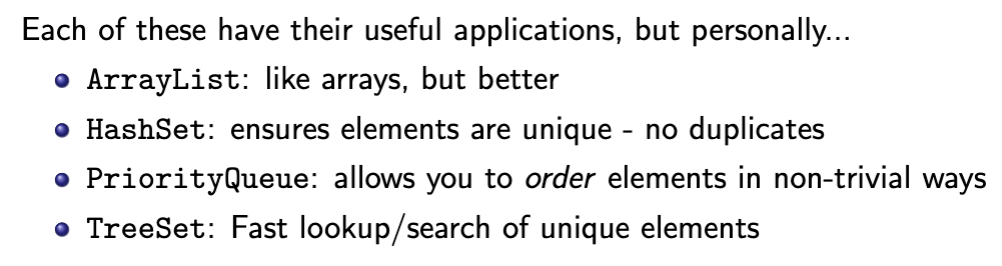 Each of these have their useful applications, but personally...
• ArrayList: like arrays, but better
• HashSet: ensures elements are unique - no duplicates
• PriorityQueue: allows you to order elements in non-trivial ways
• TreeSet: Fast lookup/search of unique elements